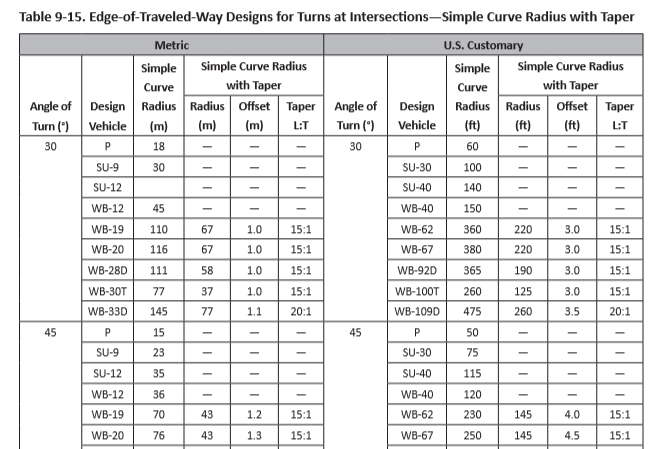 Table 9-15. Edge-of-Traveled-Way Designs for Turns at Intersections—Simple Curve Radius with Taper
Metric U.S. Customary
Angle of Turn (°) Design Vehicle Simple Curve Radius (m) Simple Curve Radius with Taper Radius (m) Offset (m) Taper L:T Angle of Turn (°) Design Vehicle Simple Curve Radius (ft) Simple Curve Radius with Taper Radius (ft) Offset (ft) Taper L:T
30 P 18 — — — 30 P 60 — — —
SU-9 30 — — — SU-30 100 — — —
SU-12 — — — SU-40 140 — — —
WB-12 45 — — — WB-40 150 — — —
WB-19 110 67 1.0 15:1 WB-62 360 220 3.0 15:1
WB-20 116 67 1.0 15:1 WB-67 380 220 3.0 15:1
WB-28D 111 58 1.0 15:1 WB-92D 365 190 3.0 15:1
WB-30T 77 37 1.0 15:1 WB-100T 260 125 3.0 15:1
WB-33D 145 77 1.1 20:1 WB-109D 475 260 3.5 20:1
45 P 15 — — — 45 P 50 — — —
SU-9 23 — — — SU-30 75 — — —
SU-12 35 — — — SU-40 115 — — —
WB-12 36 — — — WB-40 120 — — —
WB-19 70 43 1.2 15:1 WB-62 230 145 4.0 15:1
WB-20 76 43 1.3 15:1 WB-67 250 145 4.5 15:1